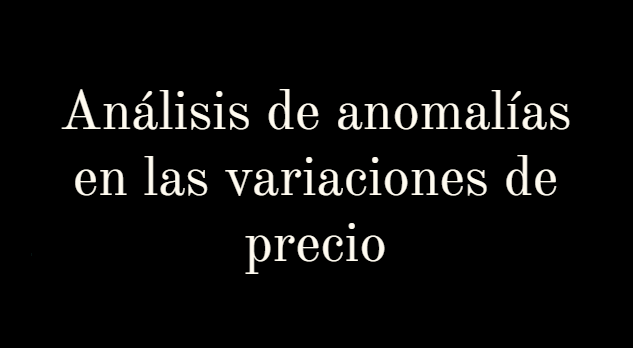 Análisis de anomalías
en las variaciones de
precio